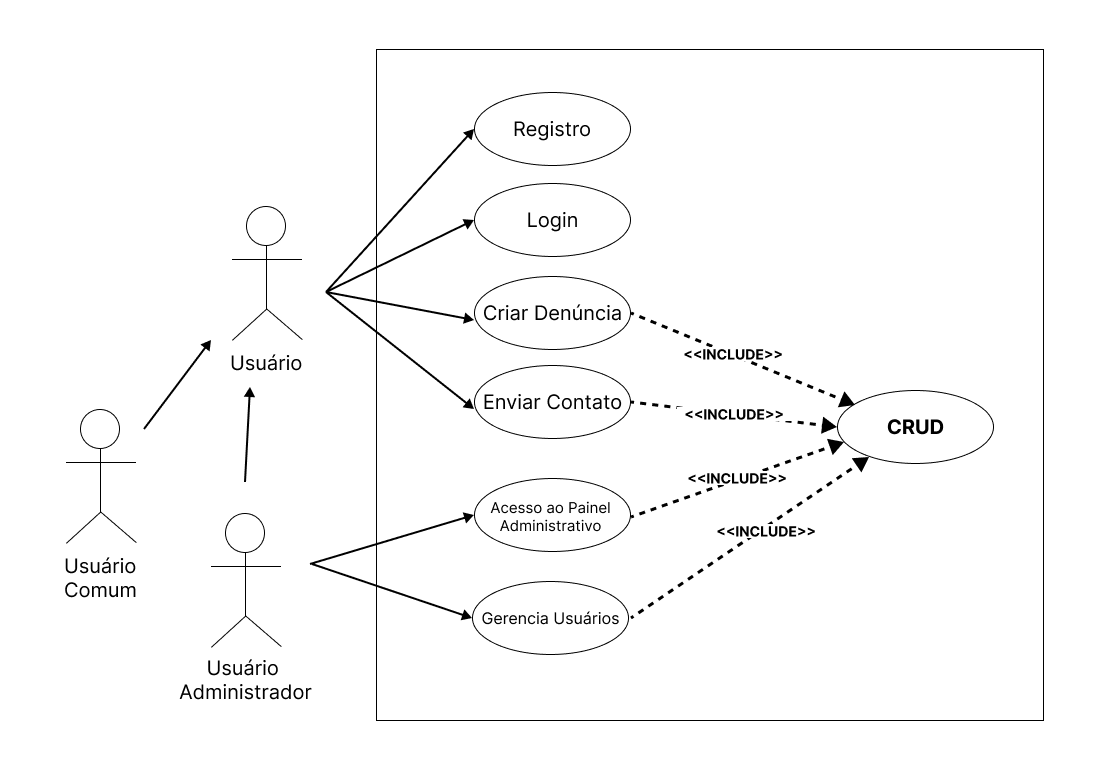 Registro
Login
Criar Denúncia
Enviar Contato
Acesso ao Painel
Administrativo
Gerencia Usuários
<<INCLUDE>>
<<INCLUDE>>
<<INCLUDE>>
<<INCLUDE>>
CRUD
Usuário
Usuário
Comum
Usuário
Administrador